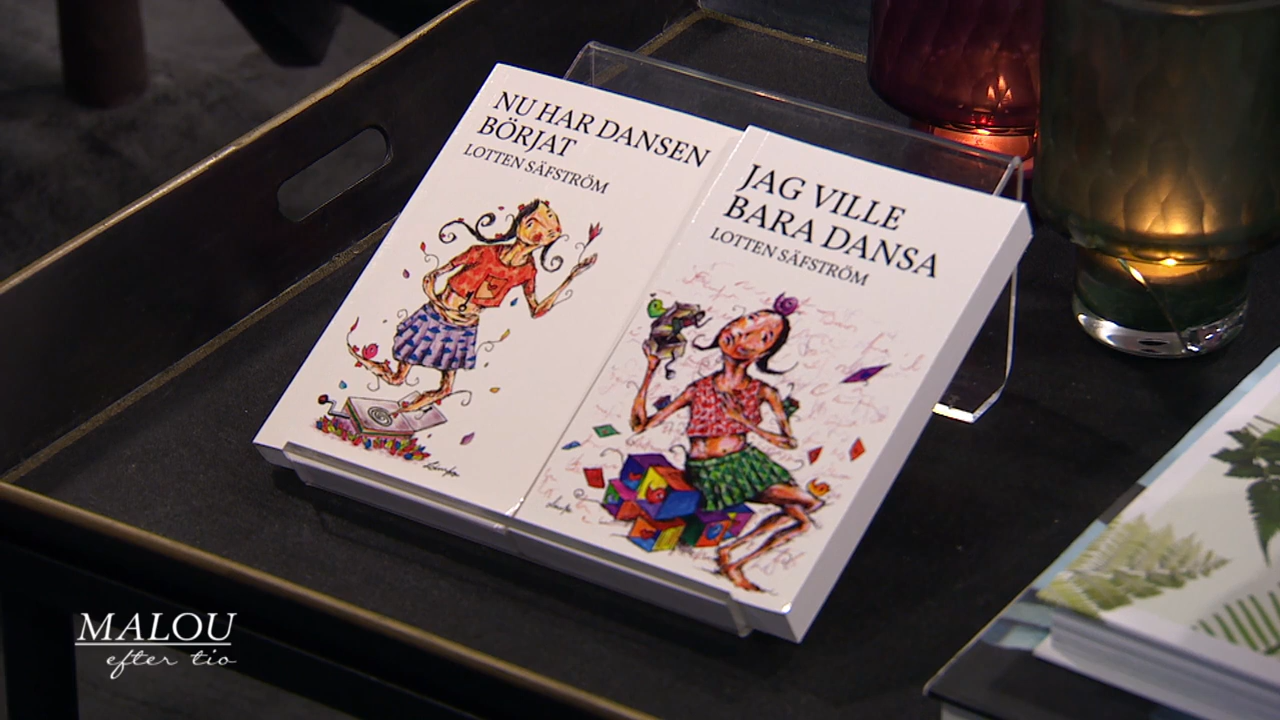 NU HAR DANSEN
BÖRJAT
LOTTEN SÄFSTRÖM
JAG VILLE
BARA DANSA
LOTTEN SÄFSTRÖM
MALOU
efter tio